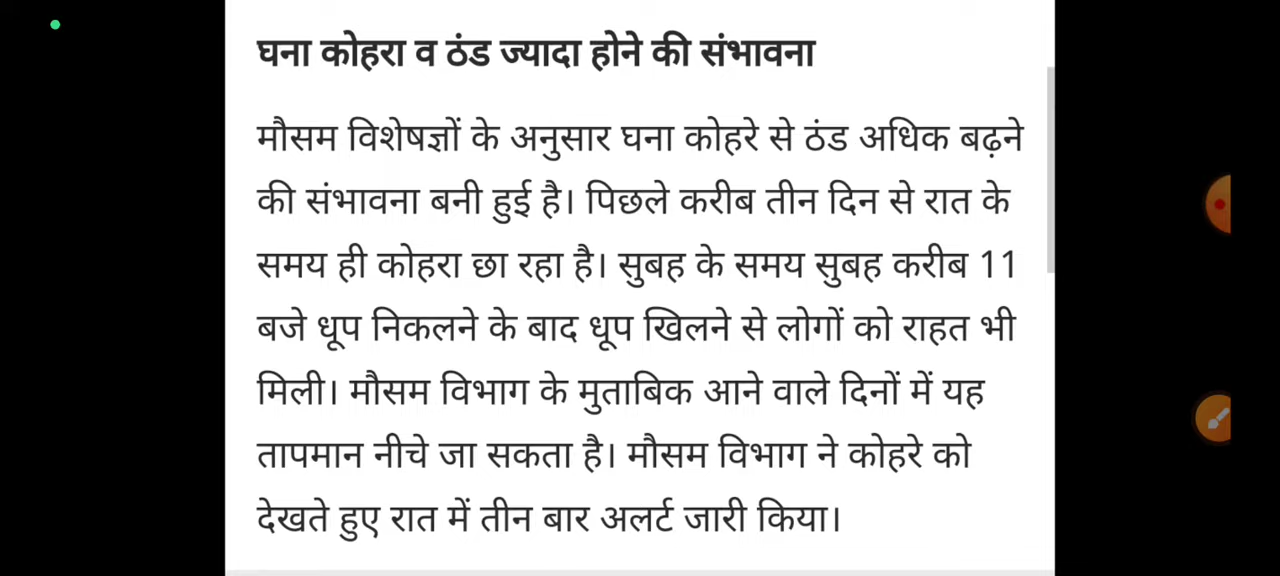 घना कोहरा व ठंड ज्यादा होने की संभावना
मौसम विशेषज्ञों के अनुसार घना कोहरे से ठंड अधिक बढ़ने
की संभावना बनी हुई है। पिछले करीब तीन दिन से रात के
समय ही कोहरा छा रहा है। सुबह के समय सुबह करीब 11
बजे धूप निकलने के बाद धूप खिलने से लोगों को राहत भी
मिली। मौसम विभाग के मुताबिक आने वाले दिनों में यह
तापमान नीचे जा सकता है। मौसम विभाग ने कोहरे को
देखते हुए रात में तीन बार अलर्ट जारी किया।